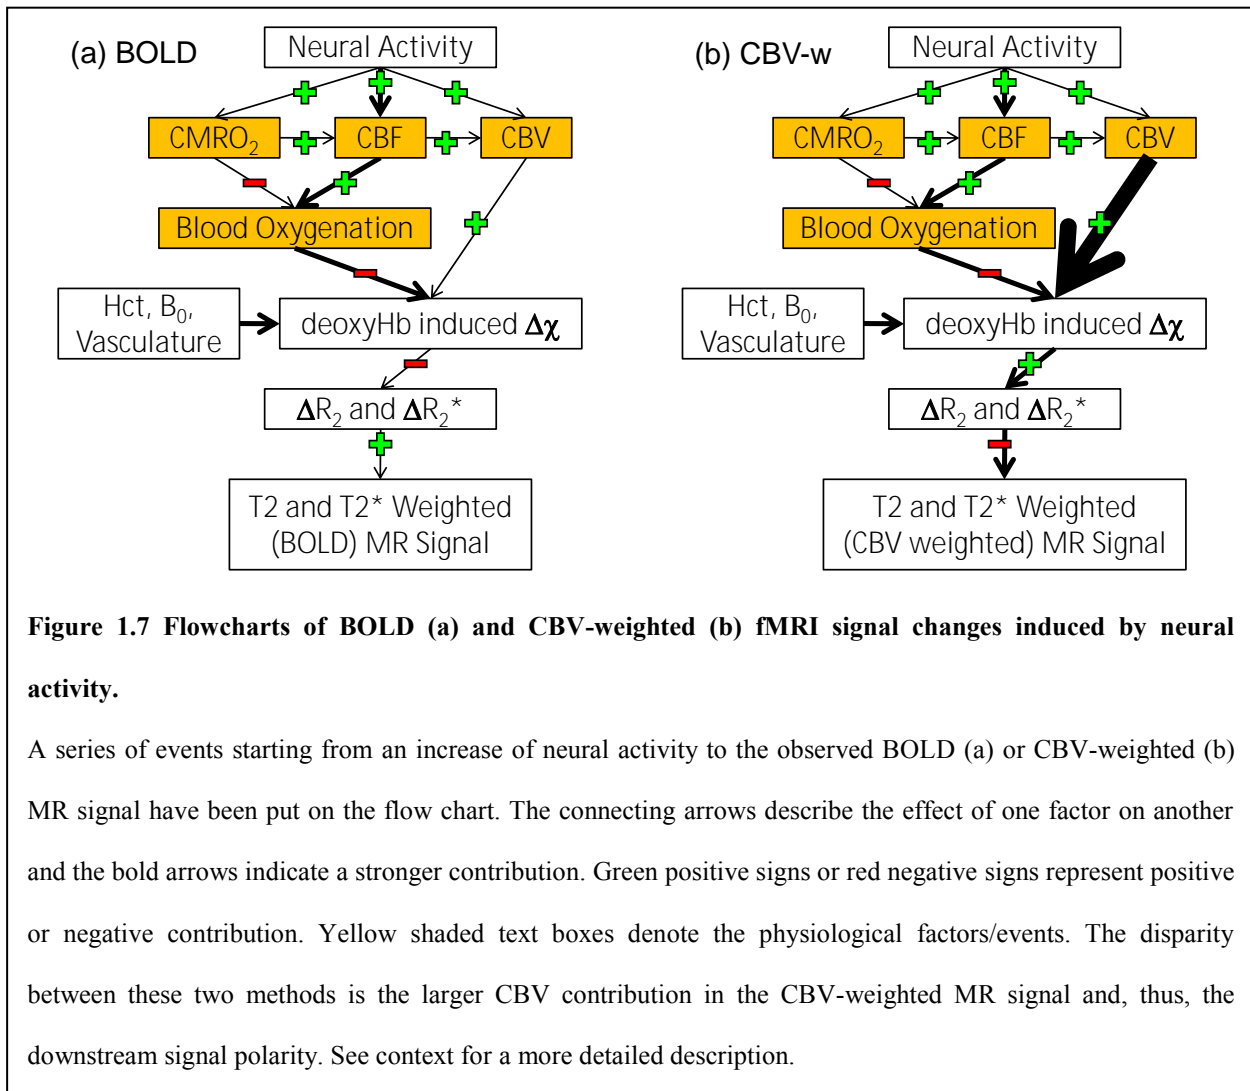 (a) BOLD
Neural Activity
CMRO₂
CBF
CBV
Blood Oxygenation
Hct, B₀,
Vasculature
deoxyHb induced Δχ
ΔR₂ and ΔR₂*
T2 and T2* Weighted
(BOLD) MR Signal
(b) CBV-w
Neural Activity
CMRO₂
CBF
CBV
Blood Oxygenation
Hct, B₀,
Vasculature
deoxyHb induced Δχ
ΔR₂ and ΔR₂*
T2 and T2* Weighted
(CBV weighted) MR Signal
Figure 1.7 Flowcharts of BOLD (a) and CBV-weighted (b) fMRI signal changes induced by neural
activity.
A series of events starting from an increase of neural activity to the observed BOLD (a) or CBV-weighted (b)
MR signal have been put on the flow chart. The connecting arrows describe the effect of one factor on another
and the bold arrows indicate a stronger contribution. Green positive signs or red negative signs represent positive
or negative contribution. Yellow shaded text boxes denote the physiological factors/events. The disparity
between these two methods is the larger CBV contribution in the CBV-weighted MR signal and, thus, the
downstream signal polarity. See context for a more detailed description.